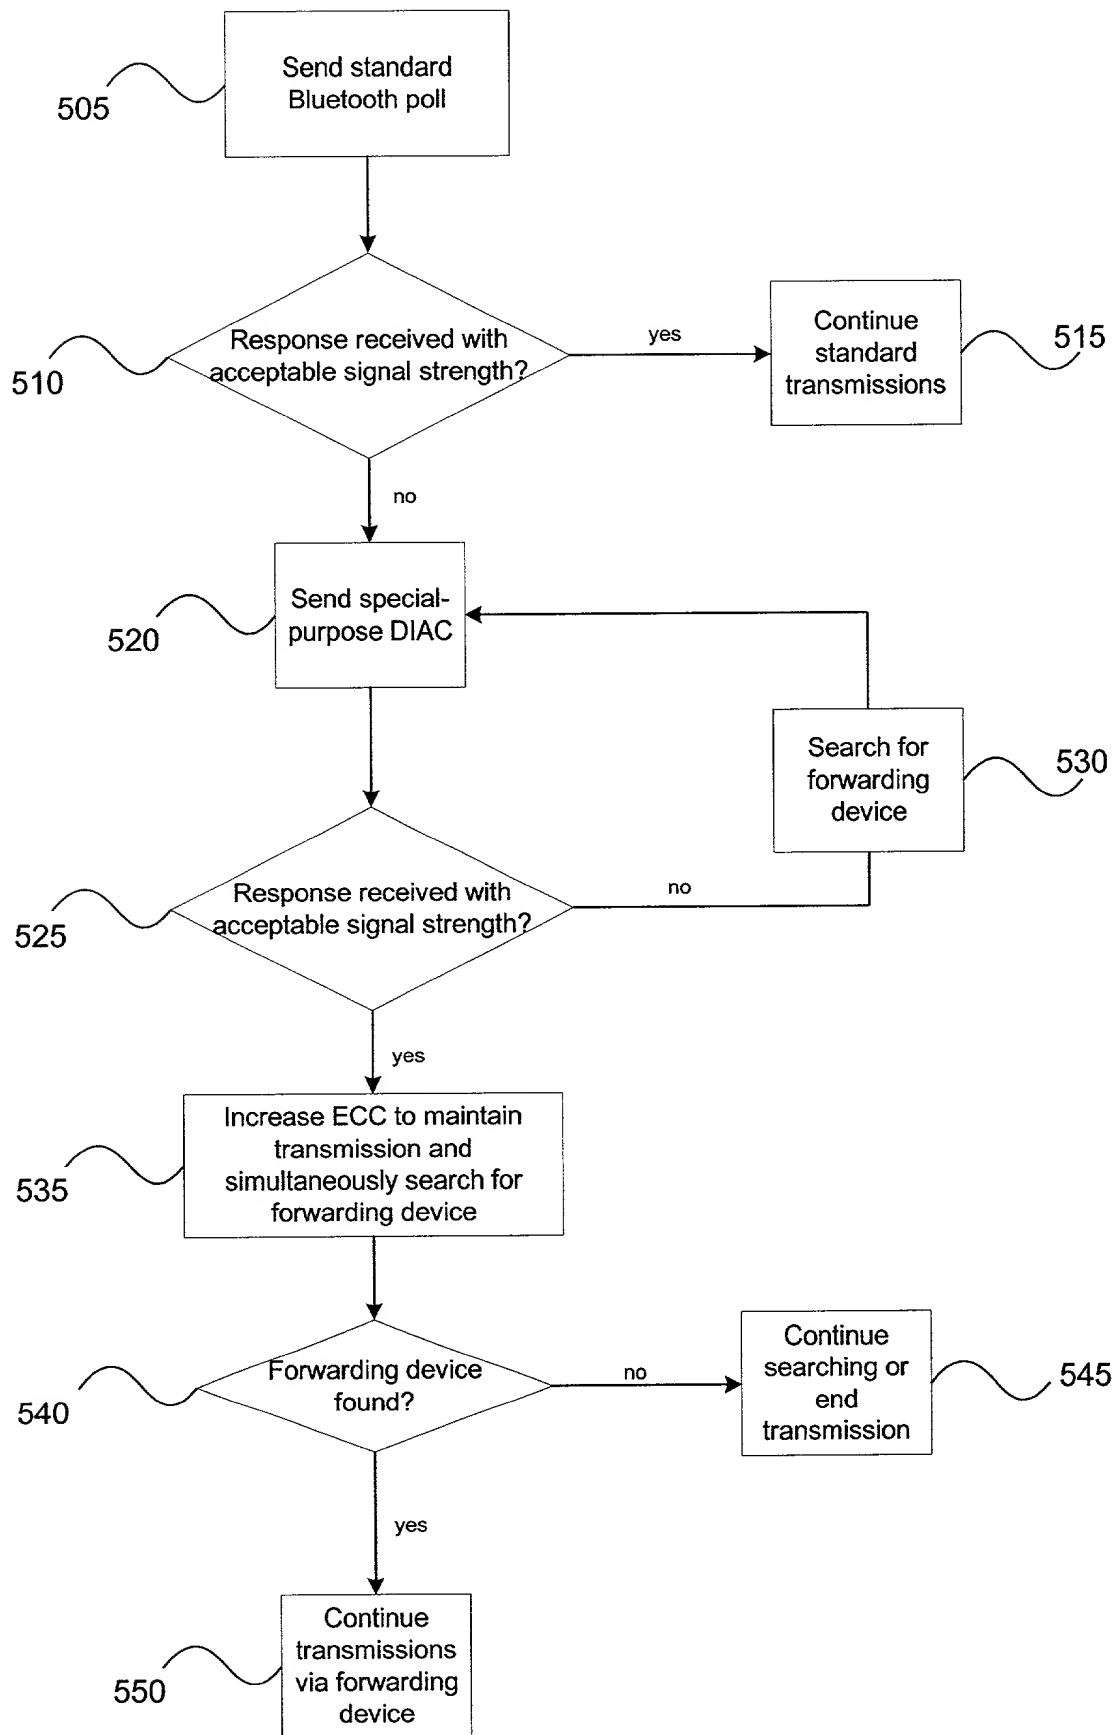 Send standard
Bluetooth poll
505
Response received with
acceptable signal strength?
510
yes
Continue
standard
transmissions
515
no
Send special-
purpose DIAC
520
Search for
forwarding
device
530
Response received with
acceptable signal strength?
525
no
yes
Increase ECC to maintain
transmission and
simultaneously search for
forwarding device
535
Forwarding device
found?
540
no
Continue
searching or
end
transmission
545
yes
Continue
transmissions
via forwarding
device
550